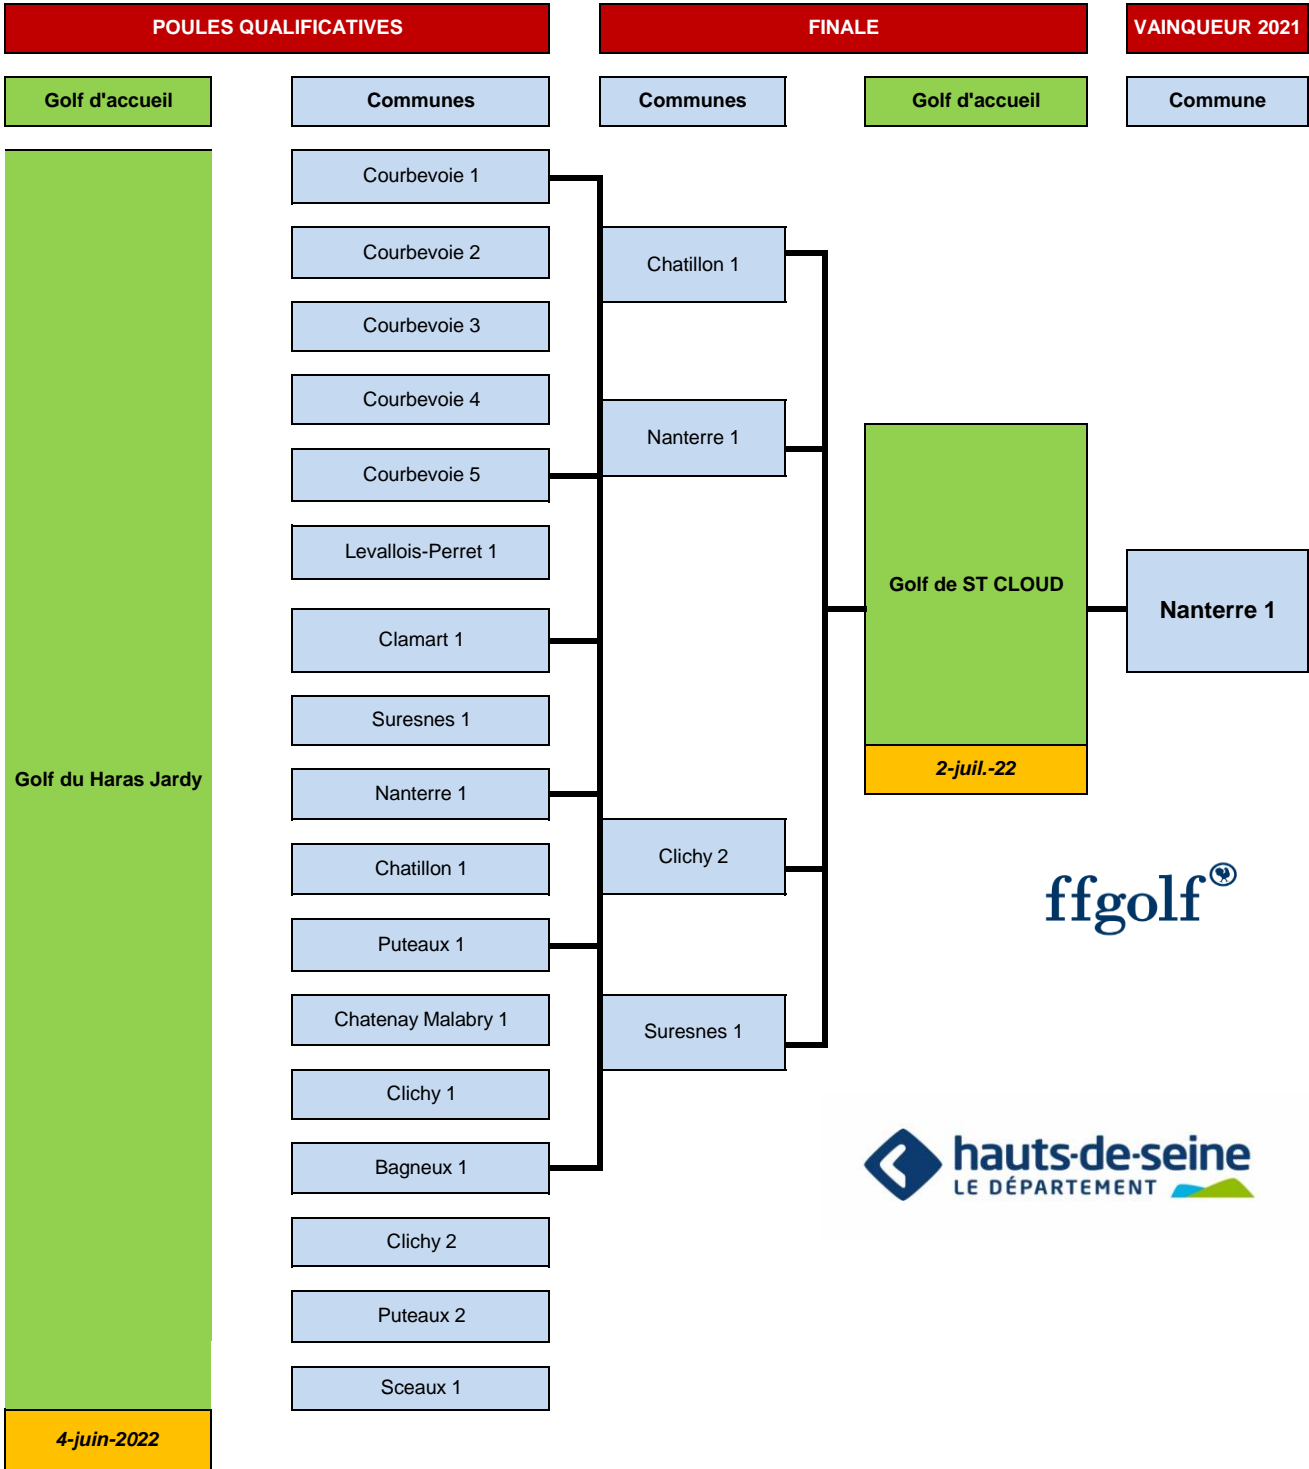 POULES QUALIFICATIVES
FINALE
VAINQUEUR 2021
Golf d'accueil
Communes
Communes
Golf d'accueil
Commune
Golf du Haras Jardy
4-juin-2022
Courbevoie 1
Courbevoie 2
Courbevoie 3
Courbevoie 4
Courbevoie 5
Levallois-Perret 1
Clamart 1
Suresnes 1
Nanterre 1
Chatillon 1
Puteaux 1
Chatenay Malabry 1
Clichy 1
Bagneux 1
Clichy 2
Puteaux 2
Sceaux 1
Chatillon 1
Nanterre 1
Clichy 2
Suresnes 1
Golf de ST CLOUD
2-juil.-22
Nanterre 1
ffgolf
hauts-de-seine
LE DÉPARTEMENT